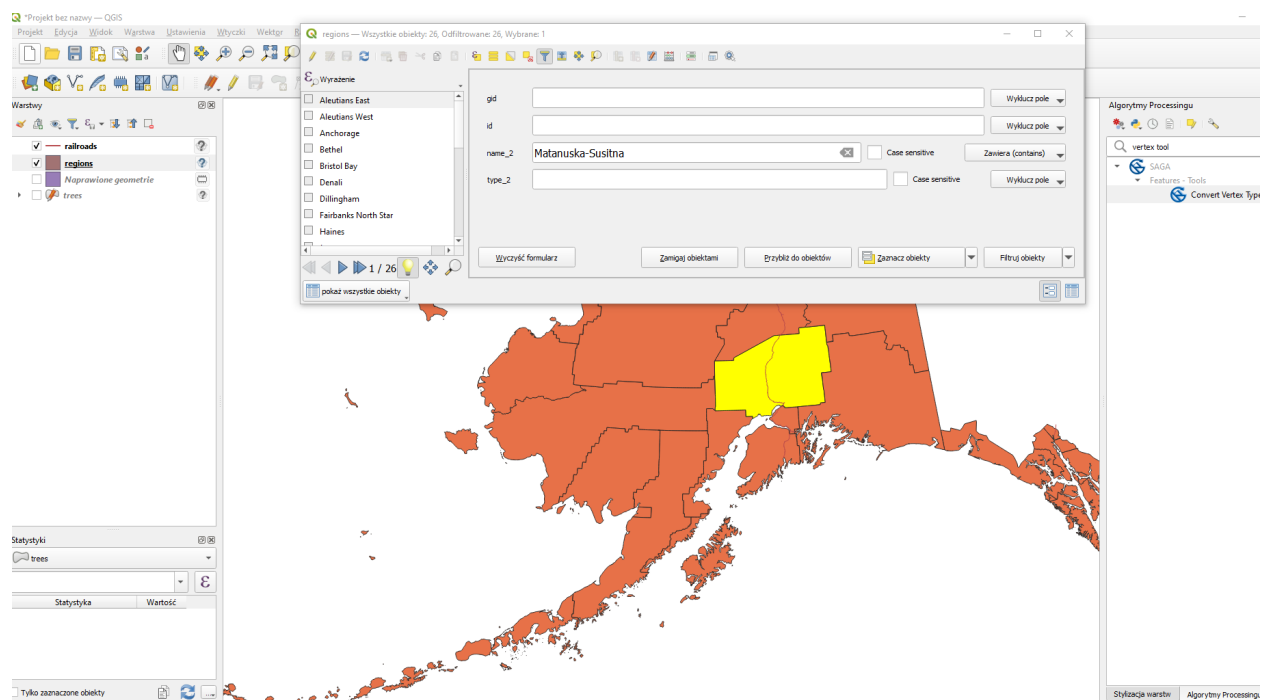 *Projekt bez nazwy — QGIS
Projekt Edycja Widok Warstwa Ustawienia Wtyczki Wektor
Warstwy
railroads
regions
Naprawione geometrie
trees
Statystyki
trees
Statystyka Wartość
Tylko zaznaczone obiekty
regions — Wszystkie obiekty: 26, Odfiltrowane: 26, Wybrane: 1
Wyrażenie
Aleutians East
Aleutians West
Anchorage
Bethel
Bristol Bay
Denali
Dillingham
Fairbanks North Star
Haines
1 / 26
pokaż wszystkie obiekty
gid Wyklucz pole
id Wyklucz pole
name_2 Matanuska-Susitna Case sensitive Zawiera (contains)
type_2 Case sensitive Wyklucz pole
Wyczyść formularz Zamigaj obiektami Przybliż do obiektów Zaznacz obiekty Filtruj obiekty
Algorytmy Processingu
vertex tool
SAGA
Features - Tools
Convert Vertex Type
Stylizacja warstw Algorytmy Processingu